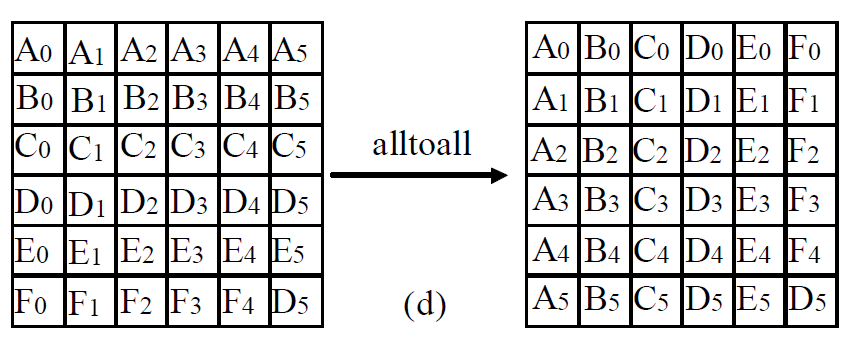 A0 A1 A2 A3 A4 A5
B0 B1 B2 B3 B4 B5
C0 C1 C2 C3 C4 C5
D0 D1 D2 D3 D4 D5
E0 E1 E2 E3 E4 E5
F0 F1 F2 F3 F4 D5
alltoall
(d)
A0 B0 C0 D0 E0 F0
A1 B1 C1 D1 E1 F1
A2 B2 C2 D2 E2 F2
A3 B3 C3 D3 E3 F3
A4 B4 C4 D4 E4 F4
A5 B5 C5 D5 E5 D5